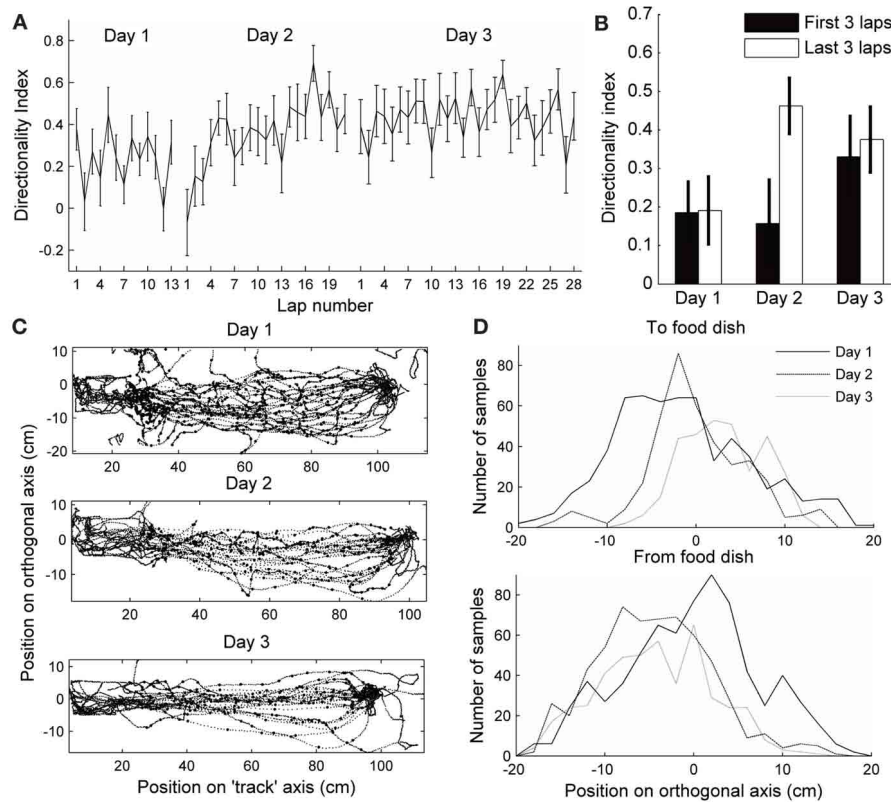 A
Day 1
Day 2
Day 3
Directionality Index
0.8
0.6
0.4
0.2
0
-0.2
1 4 7 10 13 1 4 7 10 13 16 19 1 4 7 10 13 16 19 22 25 28
Lap number
B
First 3 laps
Last 3 laps
Directionality index
0.7
0.6
0.5
0.4
0.3
0.2
0.1
0
Day 1 Day 2 Day 3
C
Day 1
10
0
-10
-20
20 40 60 80 100
Day 2
10
0
-10
20 40 60 80 100
Day 3
10
0
-10
20 40 60 80 100
Position on orthogonal axis (cm)
Position on 'track' axis (cm)
D
To food dish
Day 1
Day 2
Day 3
Number of samples
80
60
40
20
0
-20 -10 0 10 20
From food dish
Number of samples
80
60
40
20
0
-20 -10 0 10 20
Position on orthogonal axis (cm)